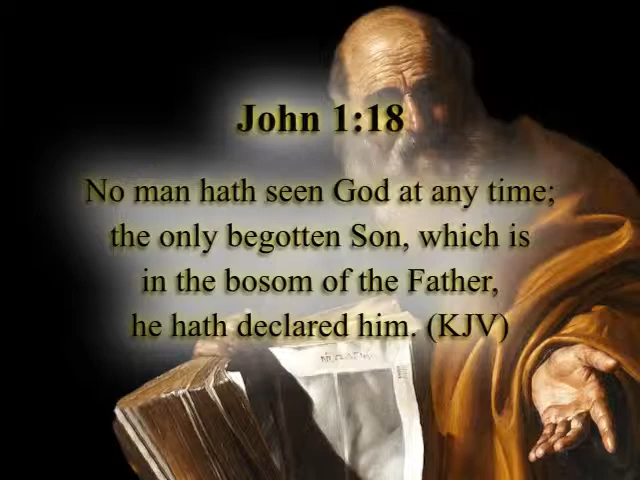 John 1:18
No man hath seen God at any time;
the only begotten Son, which is
in the bosom of the Father,
he hath declared him. (KJV)